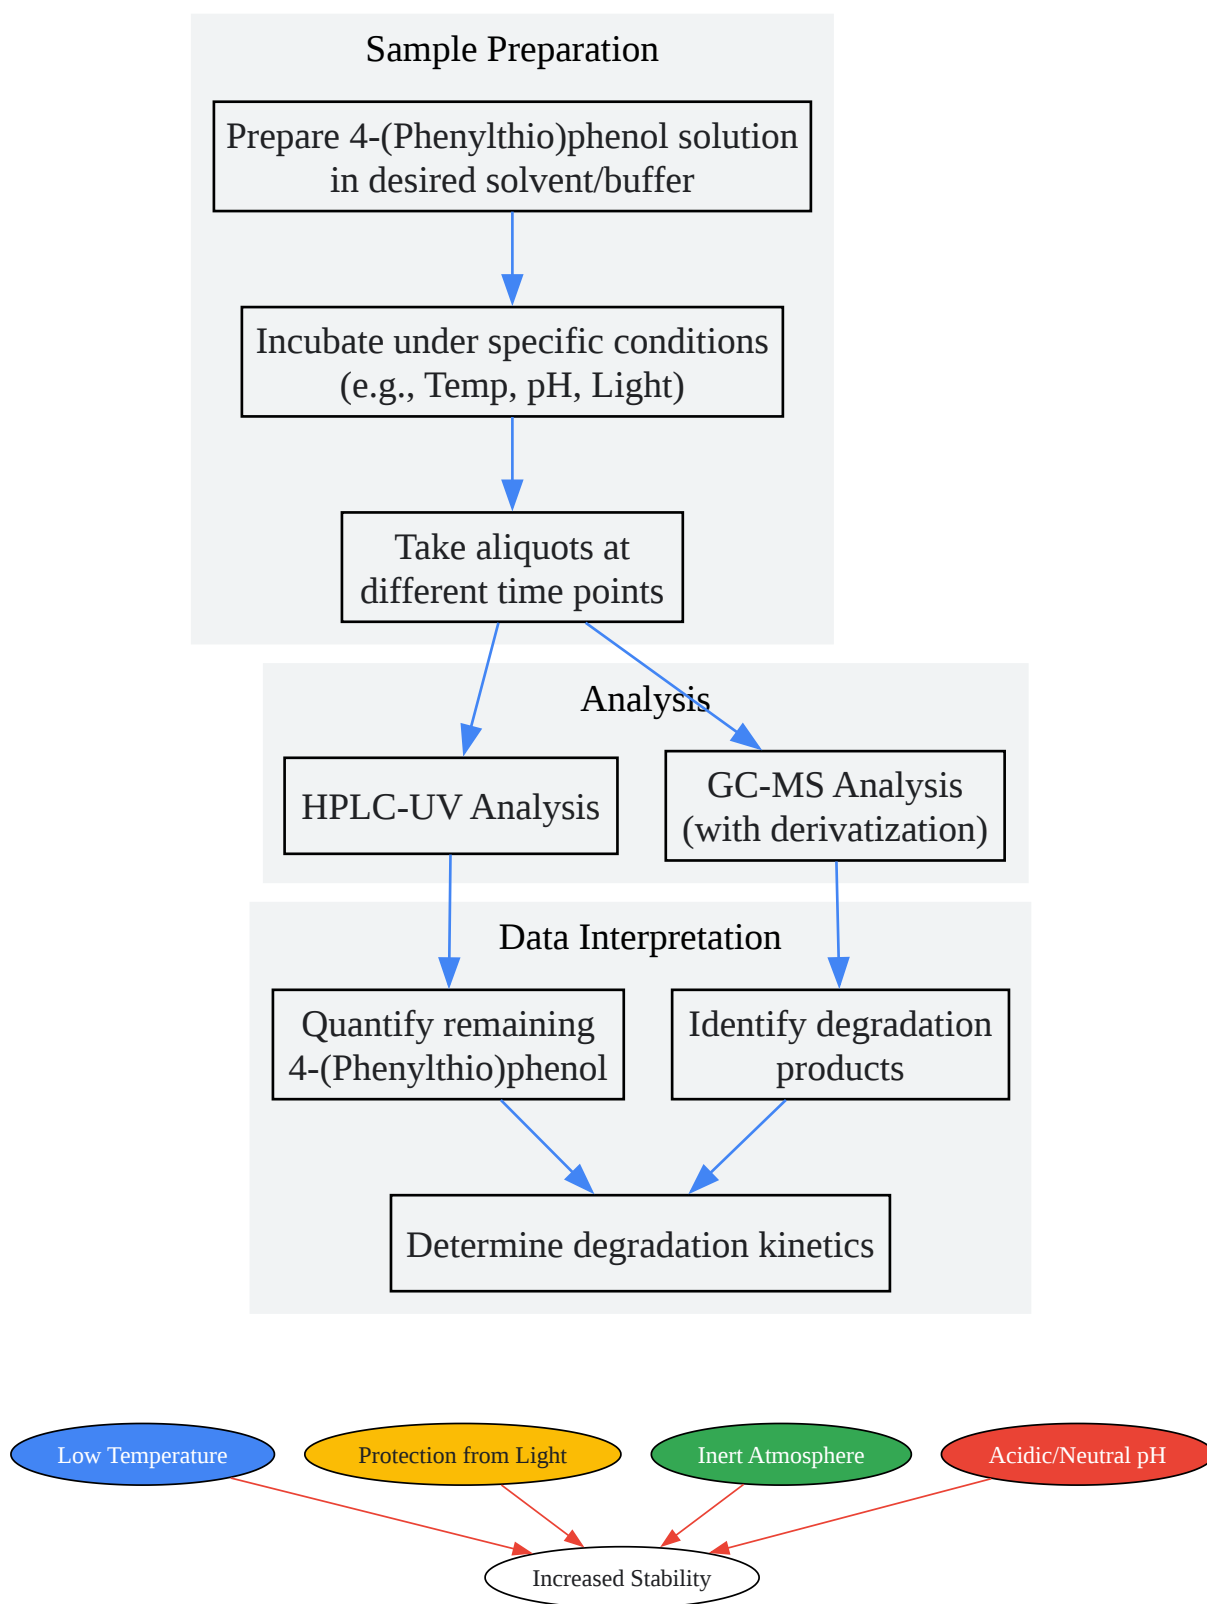 Sample Preparation
Prepare 4-(Phenylthio)phenol solution
in desired solvent/buffer
Incubate under specific conditions
(e.g., Temp, pH, Light)
Take aliquots at
different time points
Analysis
HPLC-UV Analysis
GC-MS Analysis
(with derivatization)
Data Interpretation
Quantify remaining
4-(Phenylthio)phenol
Identify degradation
products
Determine degradation kinetics
Low Temperature
Protection from Light
Inert Atmosphere
Acidic/Neutral pH
Increased Stability